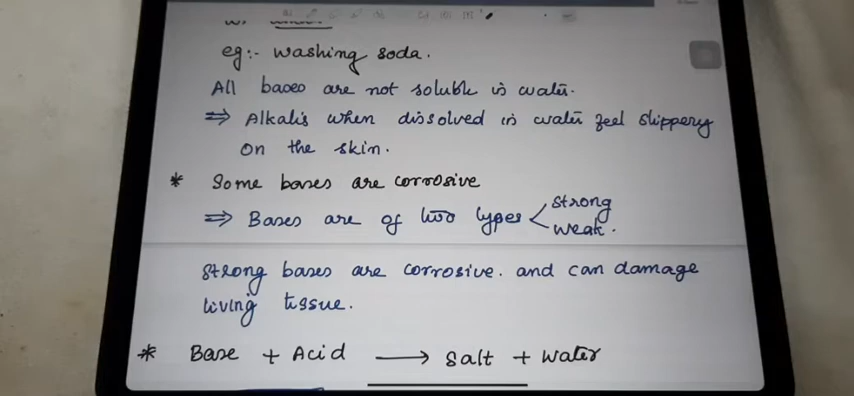 eg:- washing soda.
All bases are not soluble in water.
⇒ Alkalis when dissolved in water feel slippery
on the skin.
* Some bases are corrosive
⇒ Bases are of two types < strong
weak.
Strong bases are corrosive. and can damage
living tissue.
* Base + Acid ⟶ Salt + Water